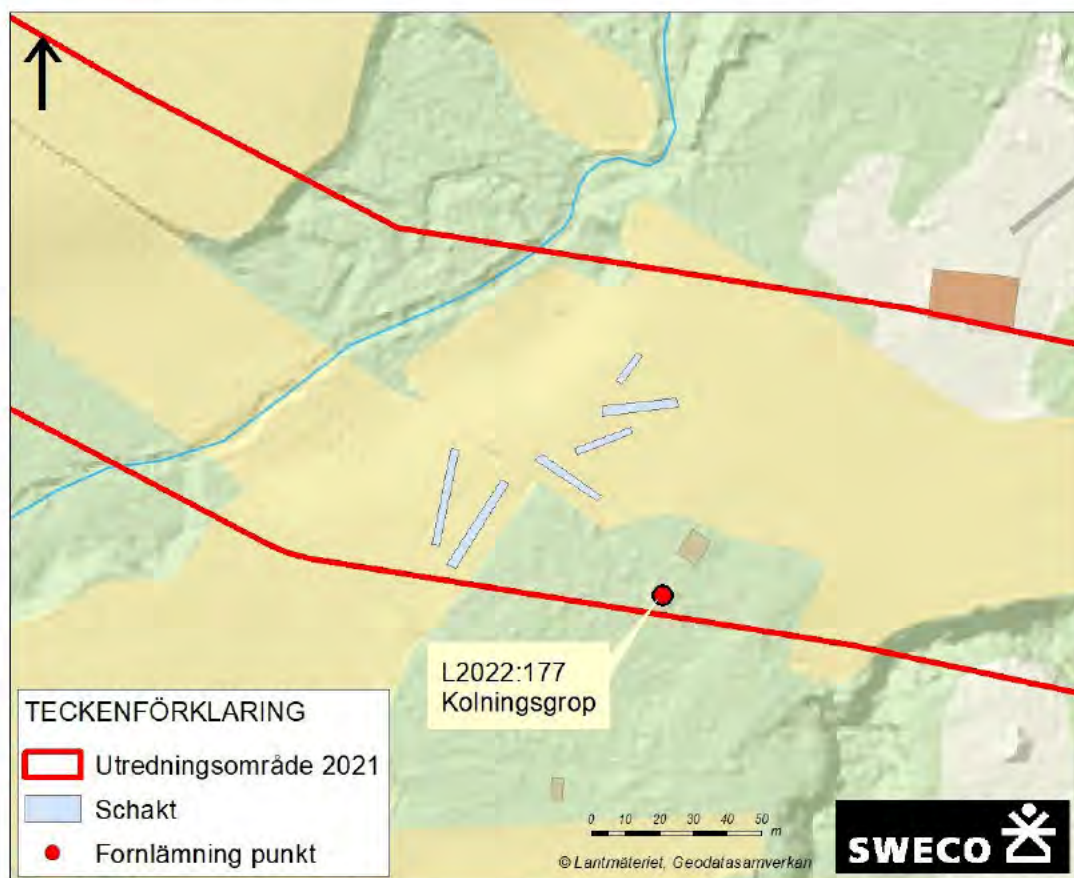 L2022:177
Kolningsgrop
TECKENFÖRKLARING
Utredningsområde 2021
Schakt
Fornlämning punkt
0 10 20 30 40 50
m
© Lantmäteriet, Geodatasamverkan
SWECO